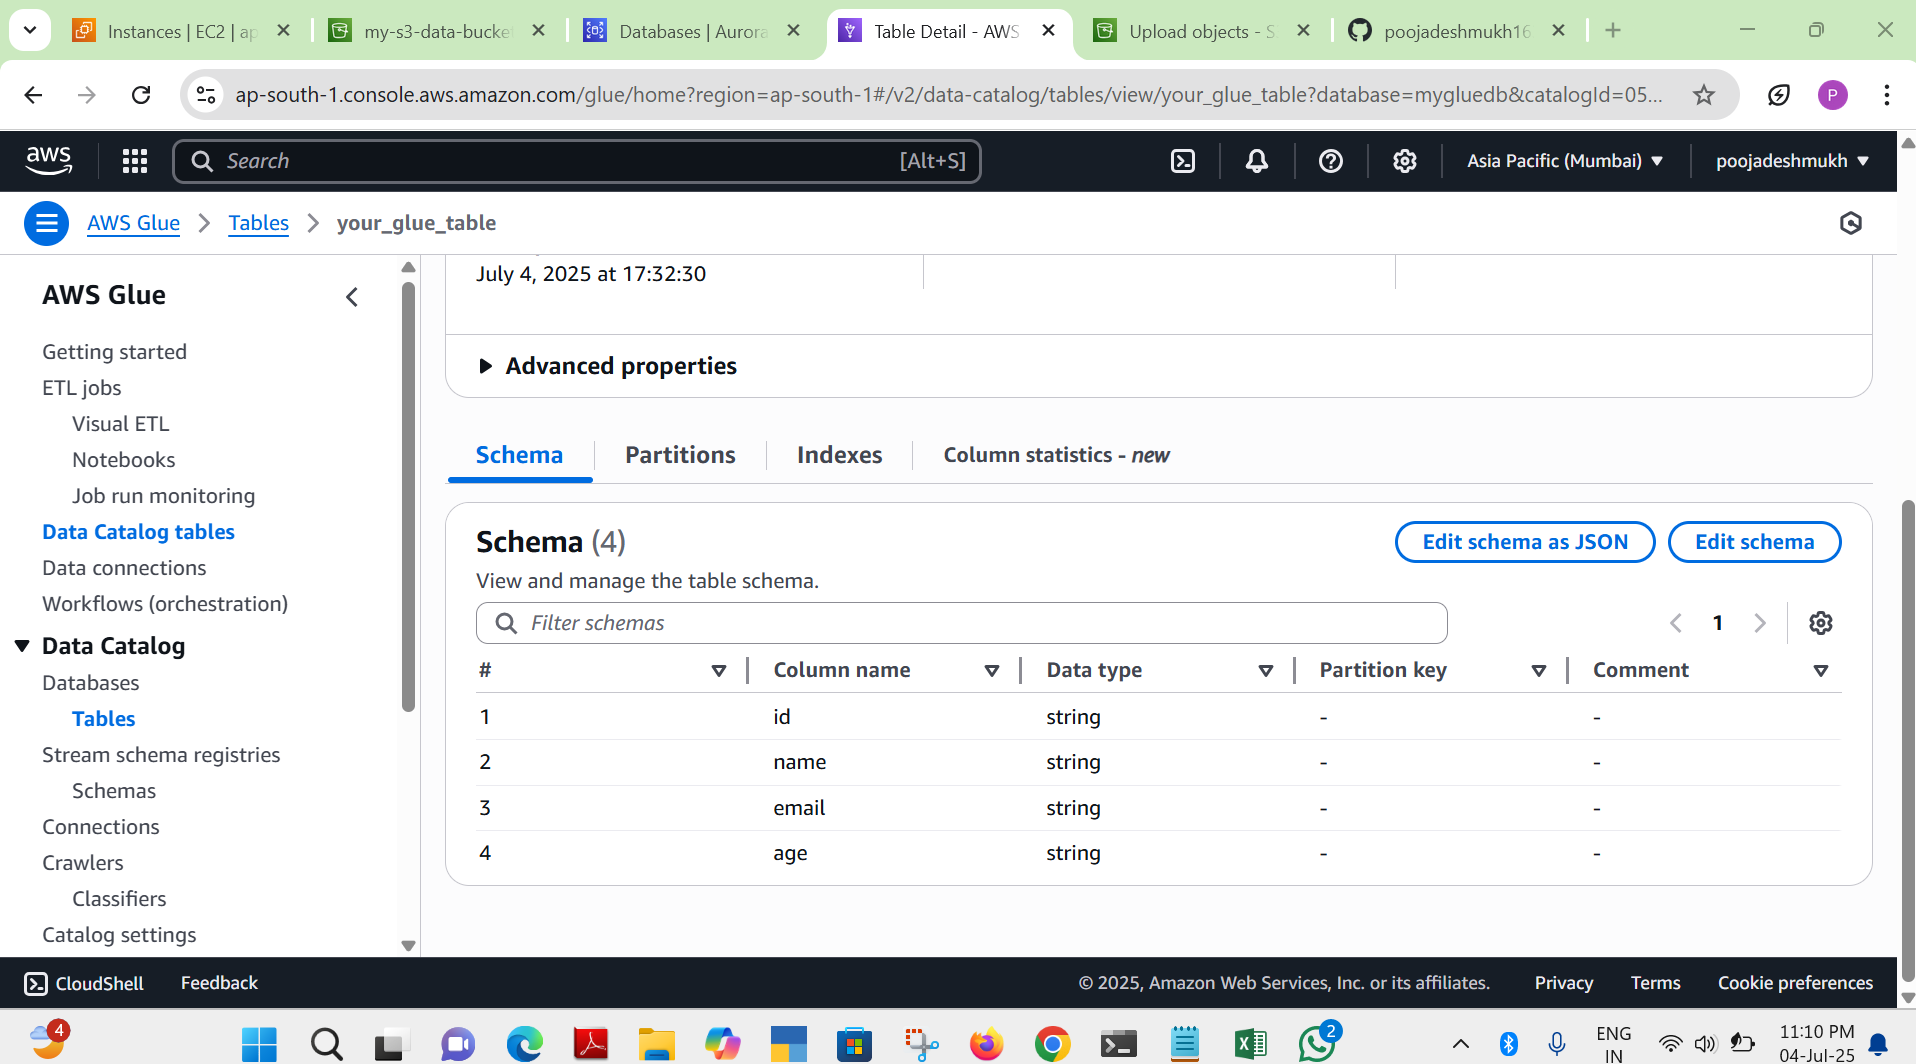 Instances | EC2 | ap
my-s3-data-bucket
Databases | Aurora
Table Detail - AWS
Upload objects - S
poojadeshmukh16
ap-south-1.console.aws.amazon.com/glue/home?region=ap-south-1#/v2/data-catalog/tables/view/your_glue_table?database=mygluedb&catalogId=05...
P
aws
Search
[Alt+S]
Asia Pacific (Mumbai)
poojadeshmukh
AWS Glue
Tables
your_glue_table
AWS Glue
Getting started
ETL jobs
Visual ETL
Notebooks
Job run monitoring
Data Catalog tables
Data connections
Workflows (orchestration)
Data Catalog
Databases
Tables
Stream schema registries
Schemas
Connections
Crawlers
Classifiers
Catalog settings
July 4, 2025 at 17:32:30
Advanced properties
Schema
Partitions
Indexes
Column statistics - new
Schema (4)
Edit schema as JSON
Edit schema
View and manage the table schema.
Filter schemas
1
# Column name Data type Partition key Comment
1 id string - -
2 name string - -
3 email string - -
4 age string - -
CloudShell
Feedback
© 2025, Amazon Web Services, Inc. or its affiliates.
Privacy
Terms
Cookie preferences
4
2
ENG
IN
11:10 PM
04-Jul-25